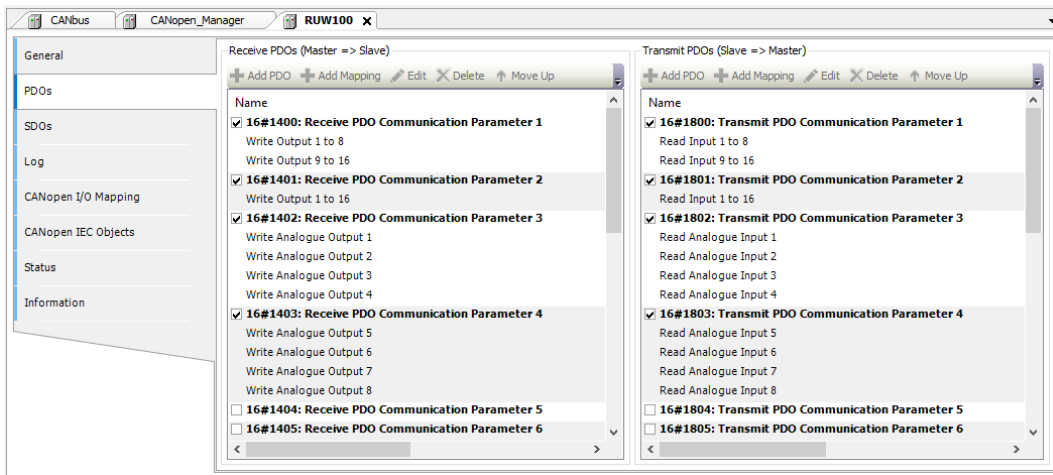 CANbus
CANopen_Manager
RUW100
General
PDOs
SDOs
Log
CANopen I/O Mapping
CANopen IEC Objects
Status
Information
Receive PDOs (Master => Slave)
Add PDO Add Mapping Edit Delete Move Up
Name
16#1400: Receive PDO Communication Parameter 1
Write Output 1 to 8
Write Output 9 to 16
16#1401: Receive PDO Communication Parameter 2
Write Output 1 to 16
16#1402: Receive PDO Communication Parameter 3
Write Analogue Output 1
Write Analogue Output 2
Write Analogue Output 3
Write Analogue Output 4
16#1403: Receive PDO Communication Parameter 4
Write Analogue Output 5
Write Analogue Output 6
Write Analogue Output 7
Write Analogue Output 8
16#1404: Receive PDO Communication Parameter 5
16#1405: Receive PDO Communication Parameter 6
Transmit PDOs (Slave => Master)
Add PDO Add Mapping Edit Delete Move Up
Name
16#1800: Transmit PDO Communication Parameter 1
Read Input 1 to 8
Read Input 9 to 16
16#1801: Transmit PDO Communication Parameter 2
Read Input 1 to 16
16#1802: Transmit PDO Communication Parameter 3
Read Analogue Input 1
Read Analogue Input 2
Read Analogue Input 3
Read Analogue Input 4
16#1803: Transmit PDO Communication Parameter 4
Read Analogue Input 5
Read Analogue Input 6
Read Analogue Input 7
Read Analogue Input 8
16#1804: Transmit PDO Communication Parameter 5
16#1805: Transmit PDO Communication Parameter 6